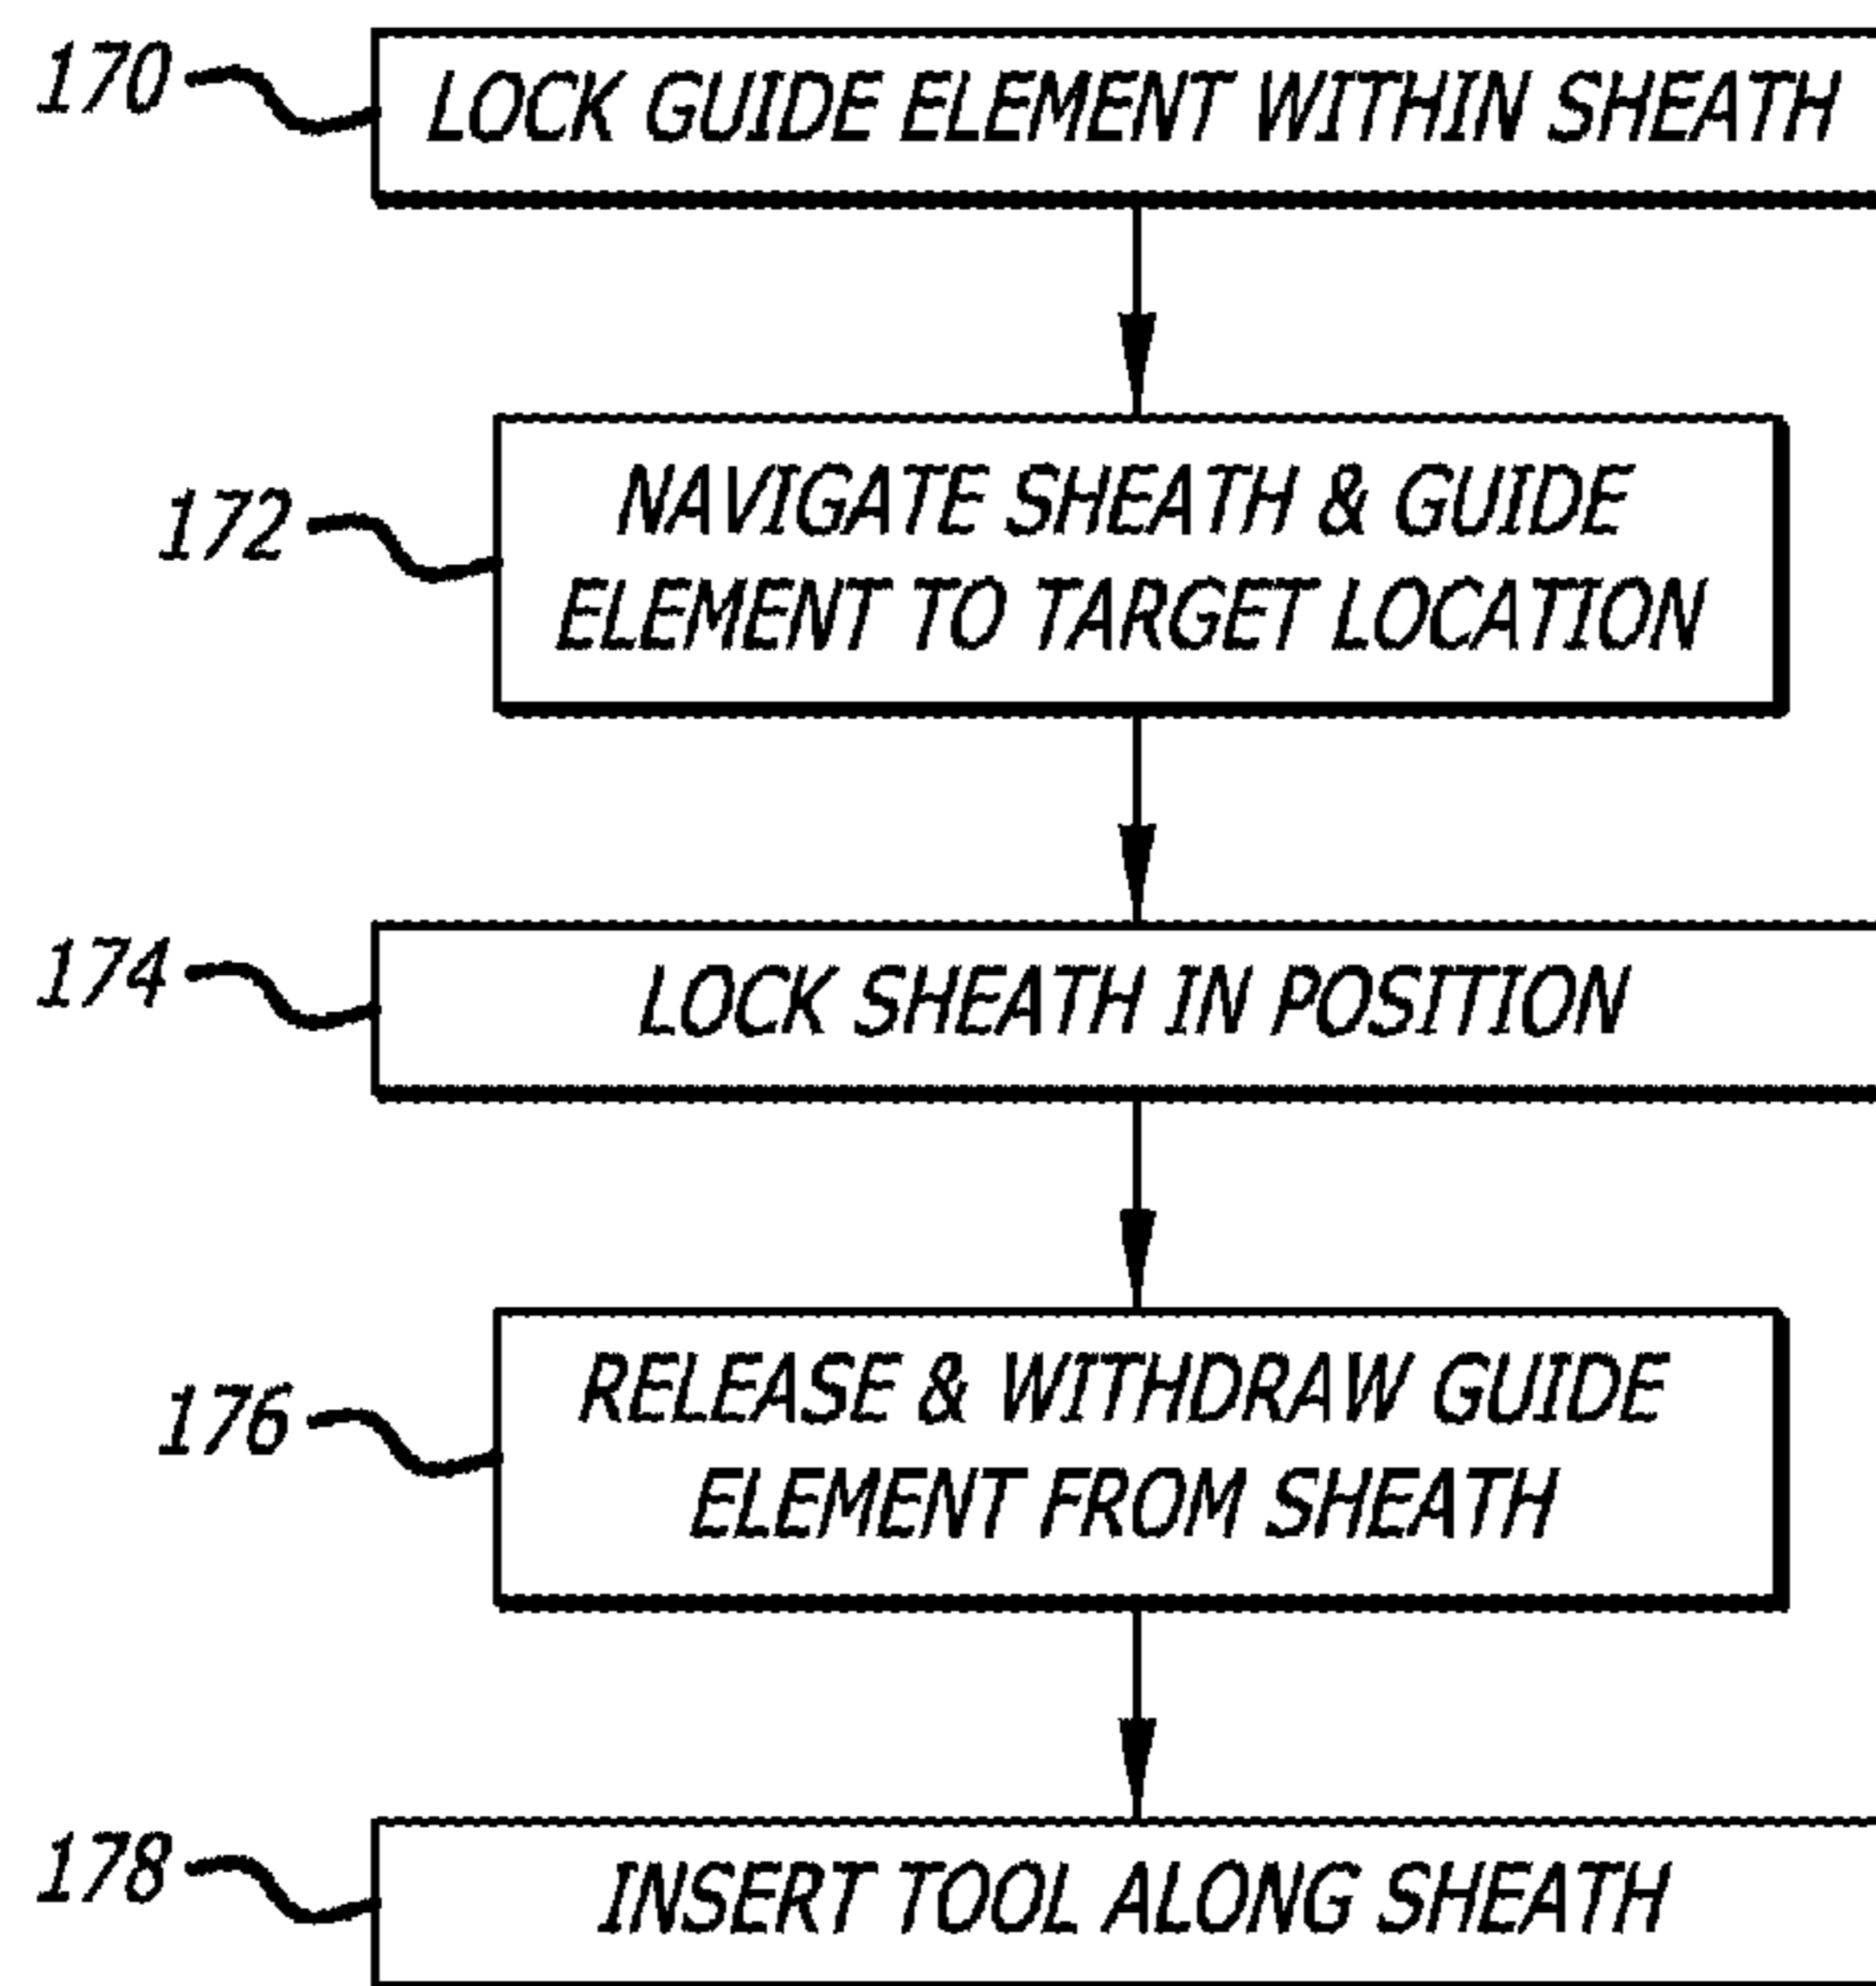 170
LOCK GUIDE ELEMENT WITHIN SHEATH
172
NAVIGATE SHEATH & GUIDE
ELEMENT TO TARGET LOCATION
174
LOCK SHEATH IN POSITION
176
RELEASE & WITHDRAW GUIDE
ELEMENT FROM SHEATH
178
INSERT TOOL ALONG SHEATH